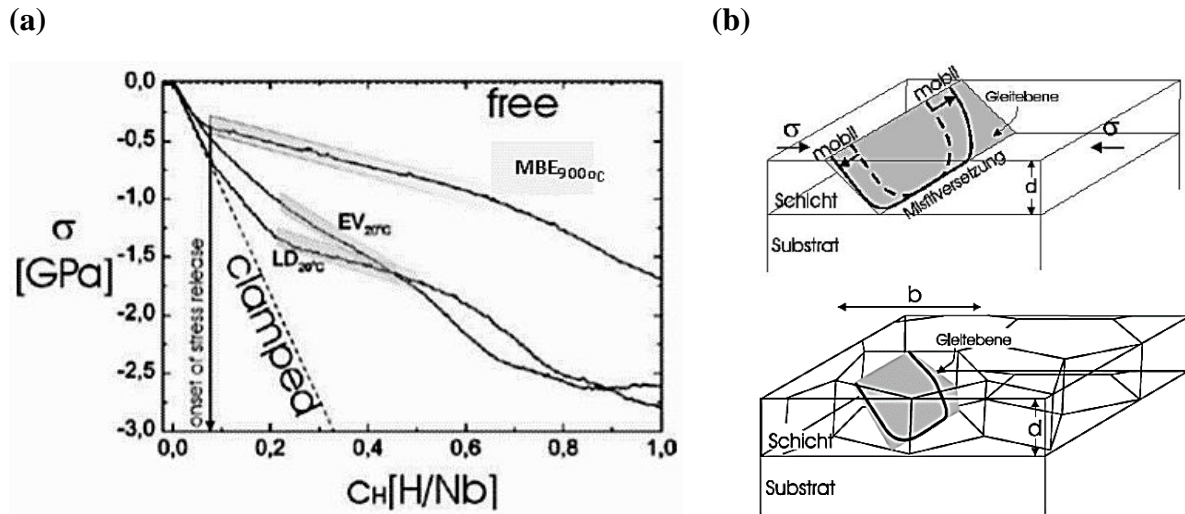 (a)
(b)
0,0
-0,5
-1,0
-1,5
-2,0
-2,5
-3,0
σ
[GPa]
free
MBE900oC
EV20°C
LD20°C
clamped
onset of stress release
0,0 0,2 0,4 0,6 0,8 1,0
CH[H/Nb]
mobil
Gleitebene
σ
mobil
σ
Misfitversetzung
d
Schicht
Substrat
b
Gleitebene
d
Schicht
Substrat